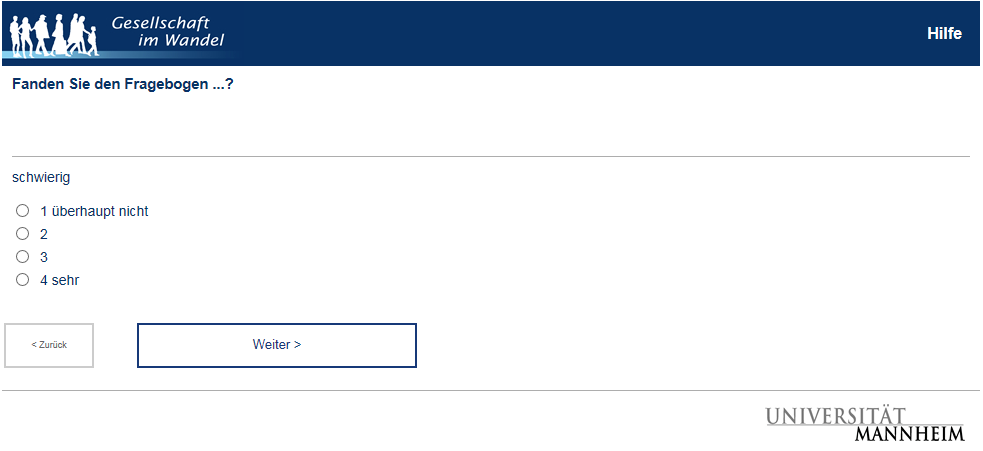 Gesellschaft
im Wandel
Hilfe
Fanden Sie den Fragebogen ...?
schwierig
1 überhaupt nicht
2
3
4 sehr
< Zurück
Weiter >
UNIVERSITÄT
MANNHEIM